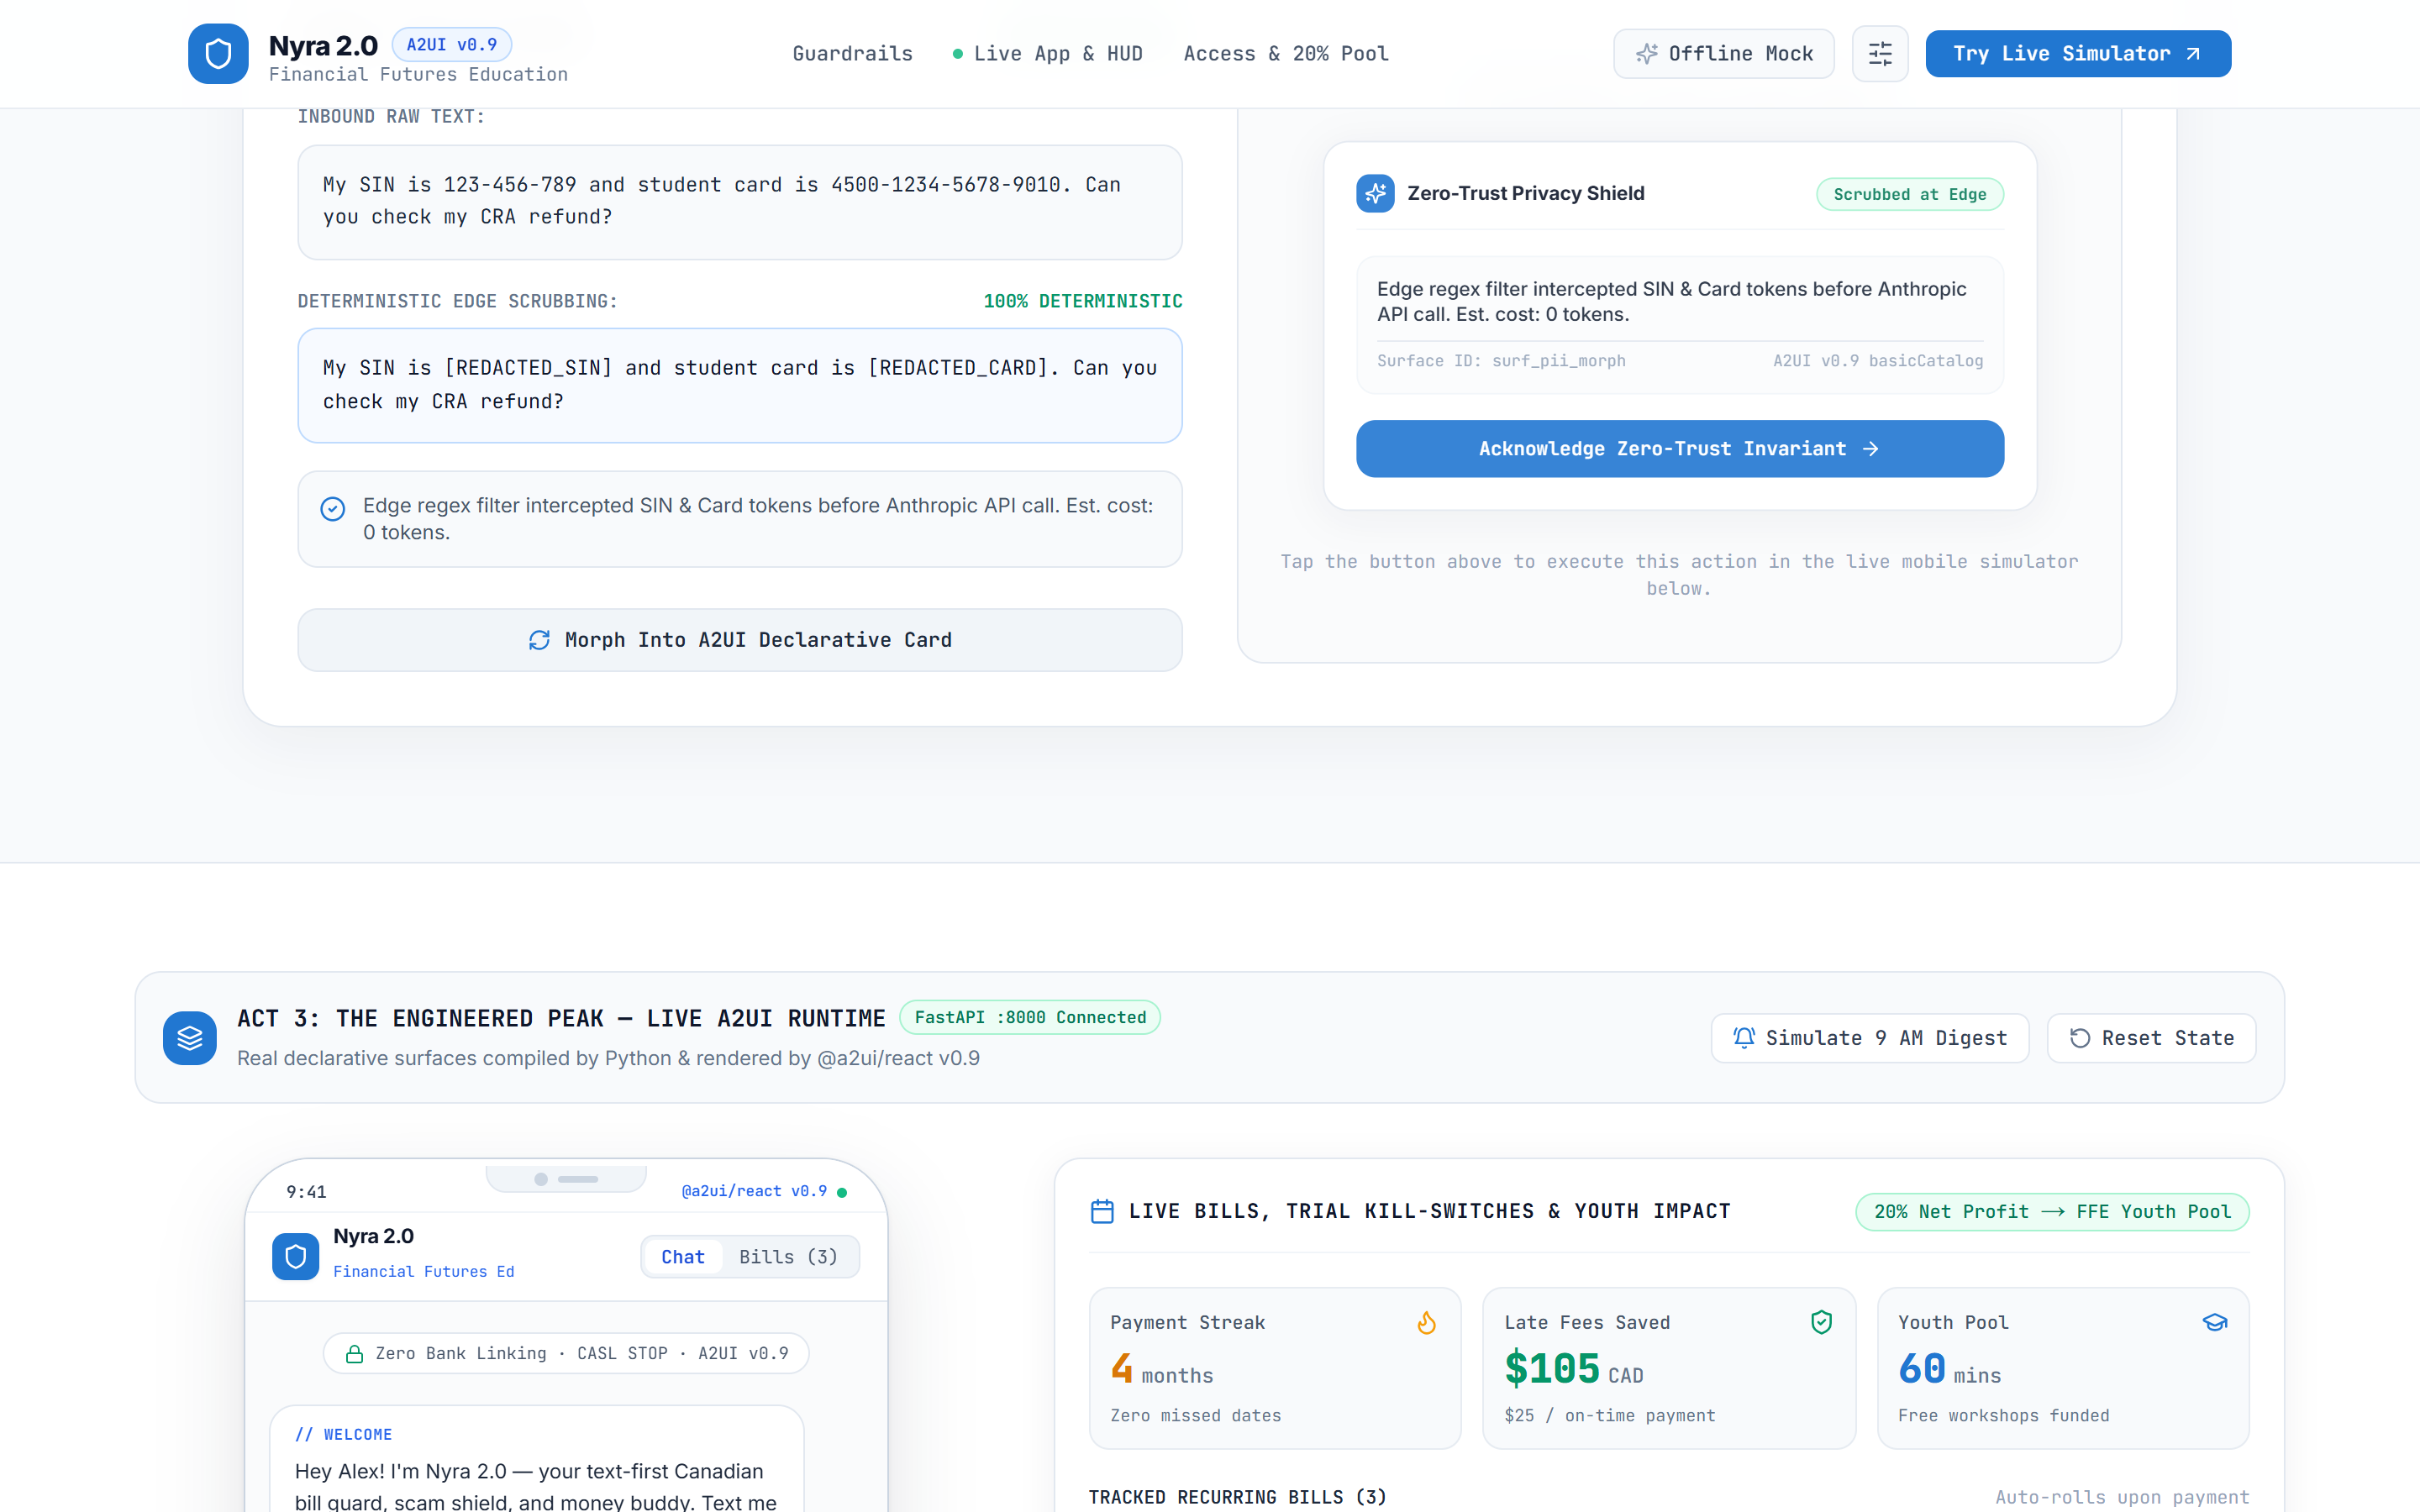 Nyra 2.0
A2UI v0.9
Financial Futures Education
Guardrails
Live App & HUD
Access & 20% Pool
Offline Mock
Try Live Simulator
INBOUND RAW TEXT:
My SIN is 123-456-789 and student card is 4500-1234-5678-9010. Can
you check my CRA refund?
DETERMINISTIC EDGE SCRUBBING:
100% DETERMINISTIC
My SIN is [REDACTED_SIN] and student card is [REDACTED_CARD]. Can you
check my CRA refund?
Edge regex filter intercepted SIN & Card tokens before Anthropic API call. Est. cost:
0 tokens.
Morph Into A2UI Declarative Card
Zero-Trust Privacy Shield
Scrubbed at Edge
Edge regex filter intercepted SIN & Card tokens before Anthropic
API call. Est. cost: 0 tokens.
Surface ID: surf_pii_morph
A2UI v0.9 basicCatalog
Acknowledge Zero-Trust Invariant →
Tap the button above to execute this action in the live mobile simulator
below.
ACT 3: THE ENGINEERED PEAK — LIVE A2UI RUNTIME
FastAPI :8000 Connected
Real declarative surfaces compiled by Python & rendered by @a2ui/react v0.9
Simulate 9 AM Digest
Reset State
9:41
@a2ui/react v0.9
Nyra 2.0
Financial Futures Ed
Chat
Bills (3)
Zero Bank Linking · CASL STOP · A2UI v0.9
// WELCOME
Hey Alex! I'm Nyra 2.0 — your text-first Canadian
bill guard, scam shield, and money buddy. Text me
LIVE BILLS, TRIAL KILL-SWITCHES & YOUTH IMPACT
20% Net Profit ⟶ FFE Youth Pool
Payment Streak
4 months
Zero missed dates
Late Fees Saved
$105 CAD
$25 / on-time payment
Youth Pool
60 mins
Free workshops funded
TRACKED RECURRING BILLS (3)
Auto-rolls upon payment